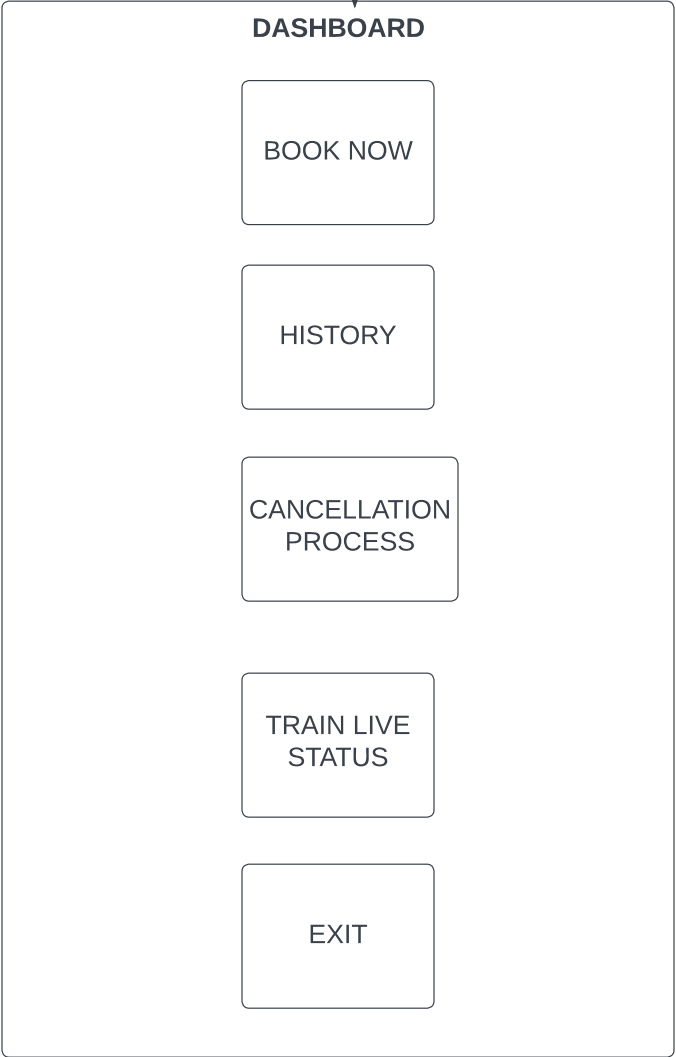 DASHBOARD
BOOK NOW
HISTORY
CANCELLATION
PROCESS
TRAIN LIVE
STATUS
EXIT